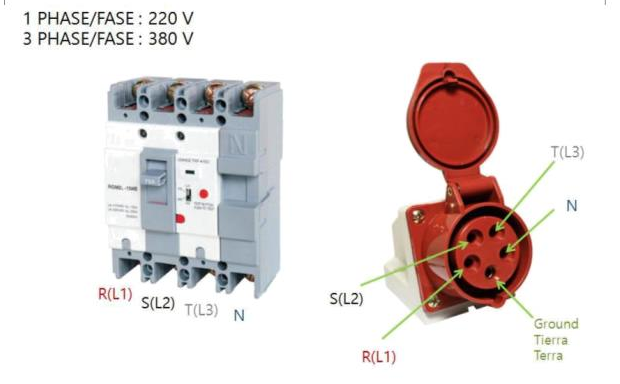 1 PHASE/FASE : 220 V
3 PHASE/FASE : 380 V
N
R(L1)
S(L2)
T(L3)
N
T(L3)
N
S(L2)
R(L1)
Ground
Tierra
Terra